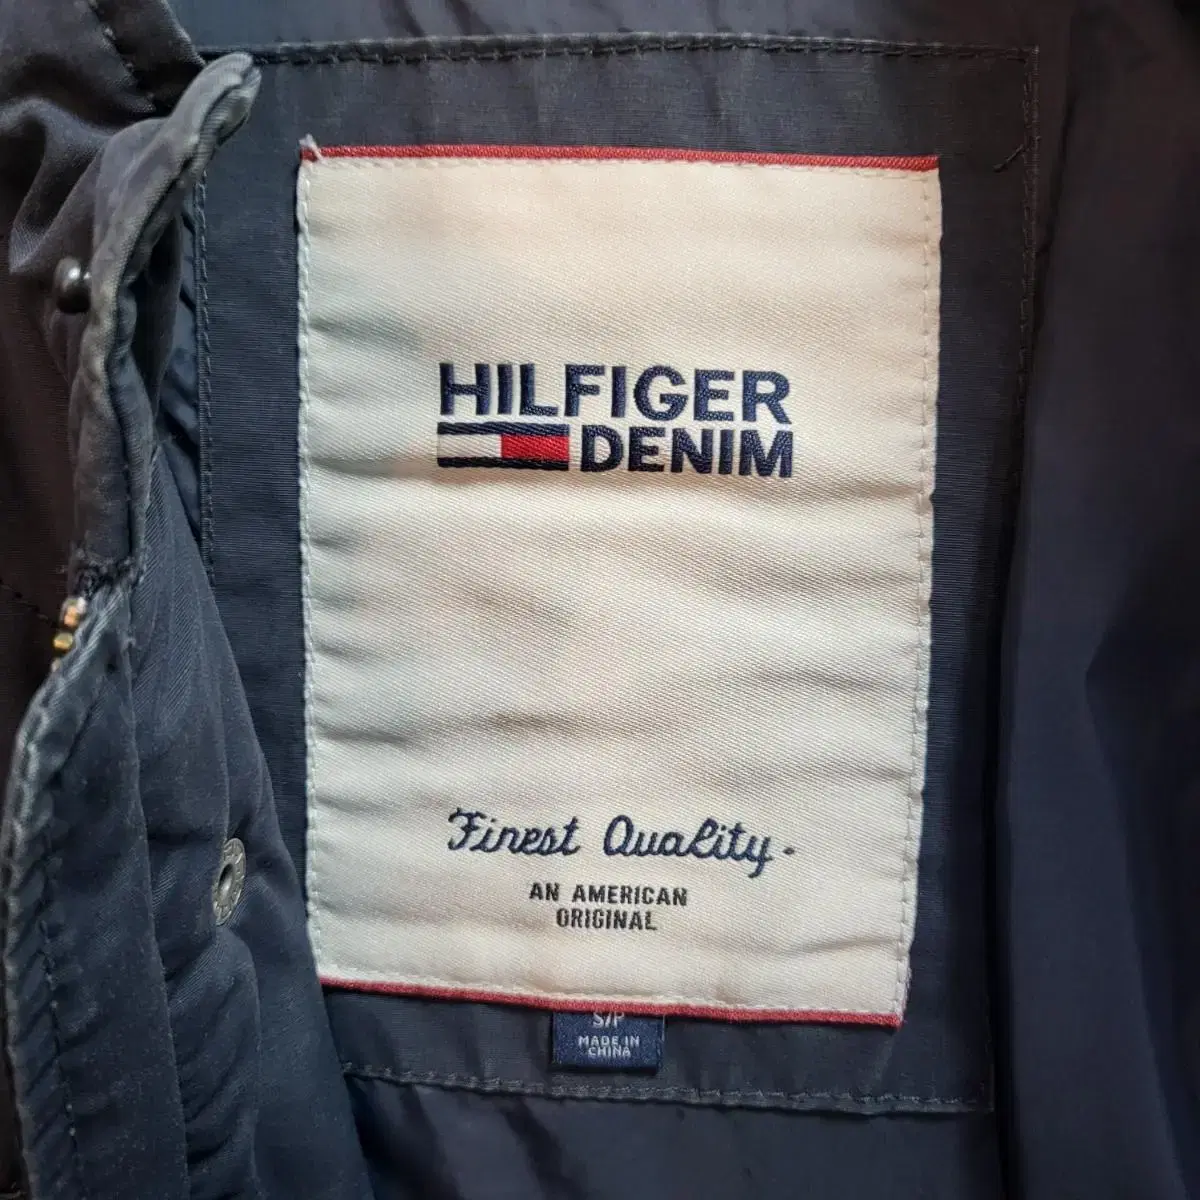 HILFIGER
DENIM
Finest Quality.
AN AMERICAN
ORIGINAL
S/P
MADE IN
CHINA